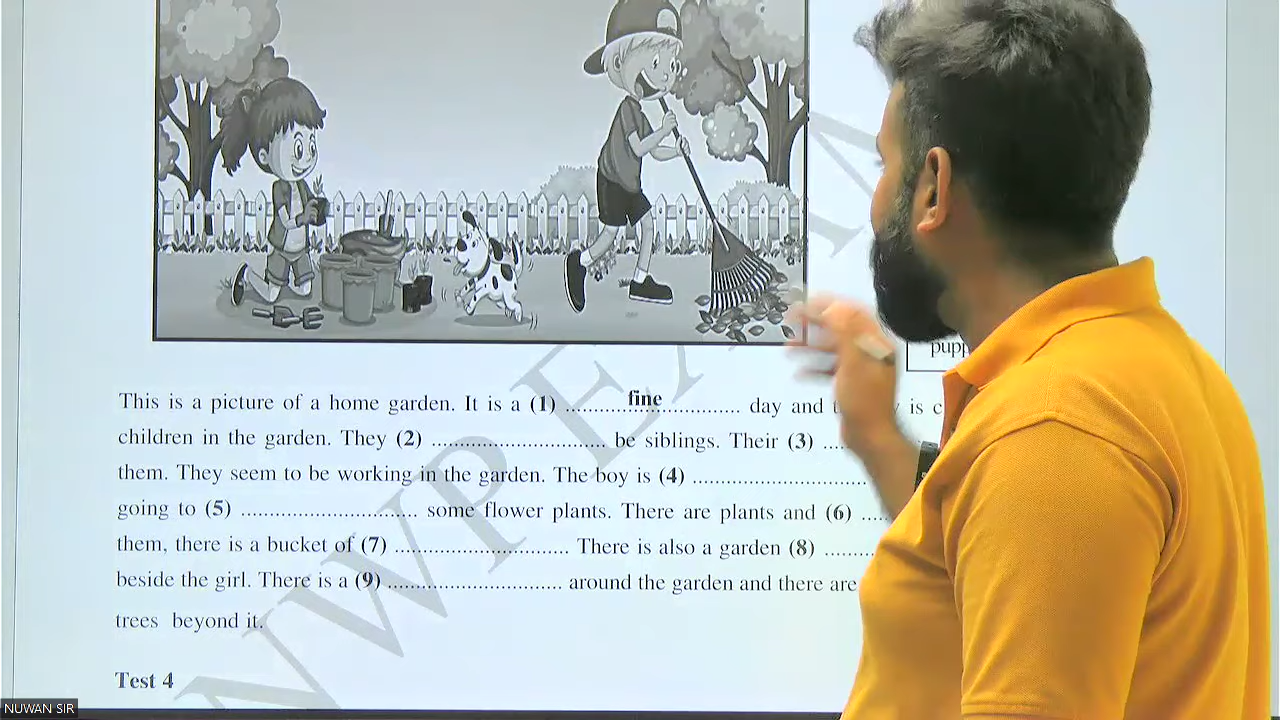 pupp
fine
This is a picture of a home garden. It is a (1) .............................. day and t y is c
children in the garden. They (2) .............................. be siblings. Their (3) ....
them. They seem to be working in the garden. The boy is (4) ..............................
going to (5) .............................. some flower plants. There are plants and (6) .....
them, there is a bucket of (7) .............................. There is also a garden (8) ........
beside the girl. There is a (9) .............................. around the garden and there are
trees beyond it.
Test 4
NUWAN SIR